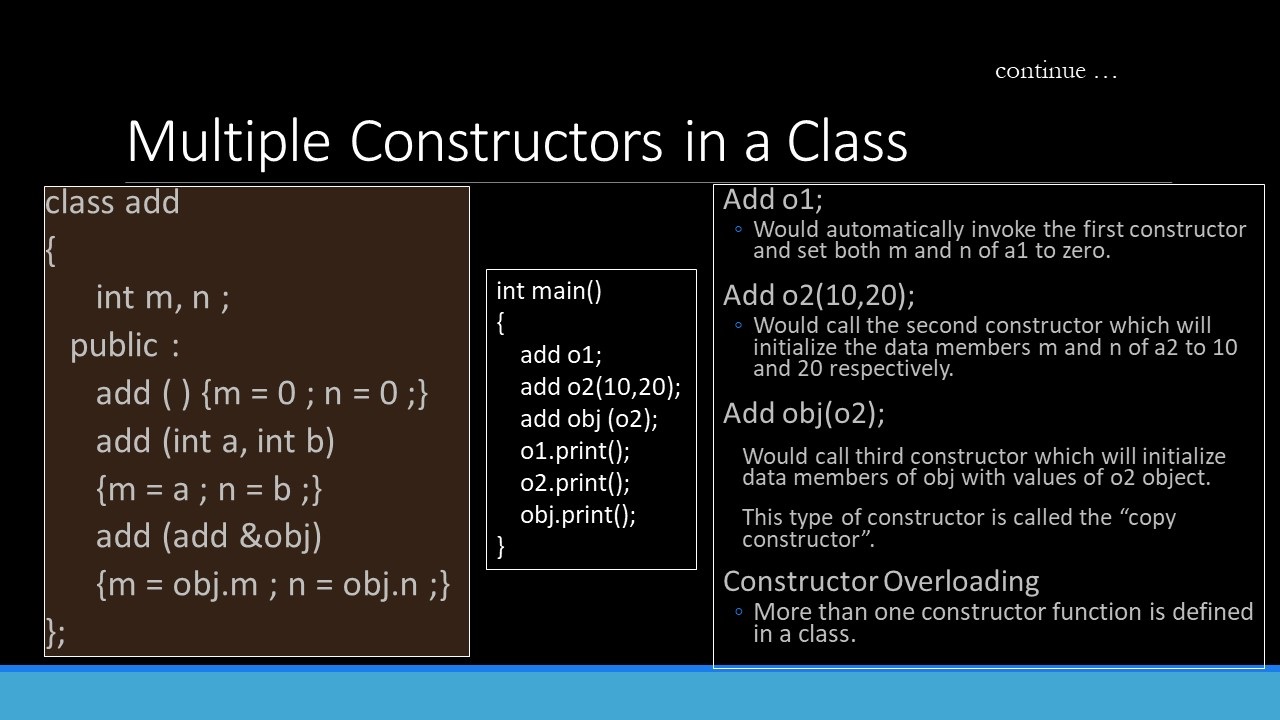 continue …
Multiple Constructors in a Class
class add
{
int m, n ;
public :
add ( ) {m = 0 ; n = 0 ;}
add (int a, int b)
{m = a ; n = b ;}
add (add &obj)
{m = obj.m ; n = obj.n ;}
};
int main()
{
add o1;
add o2(10,20);
add obj (o2);
o1.print();
o2.print();
obj.print();
}
Add o1;
Would automatically invoke the first constructor
and set both m and n of a1 to zero.
Add o2(10,20);
Would call the second constructor which will
initialize the data members m and n of a2 to 10
and 20 respectively.
Add obj(o2);
Would call third constructor which will initialize
data members of obj with values of o2 object.
This type of constructor is called the “copy
constructor”.
Constructor Overloading
More than one constructor function is defined
in a class.